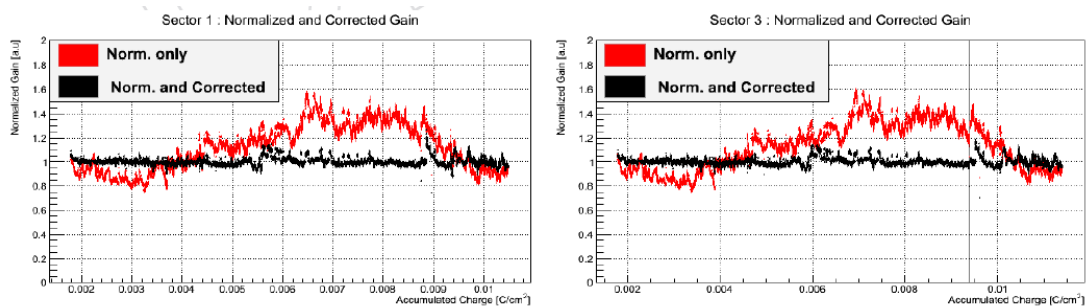 Sector 1 : Normalized and Corrected Gain
Normalized Gain [a.u]
2
1.8
1.6
1.4
1.2
1
0.8
0.6
0.4
0.2
0
Norm. only
Norm. and Corrected
0.002 0.003 0.004 0.005 0.006 0.007 0.008 0.009 0.01
Accumulated Charge [C/cm²]
Sector 3 : Normalized and Corrected Gain
Normalized Gain [a.u]
2
1.8
1.6
1.4
1.2
1
0.8
0.6
0.4
0.2
0
Norm. only
Norm. and Corrected
0.002 0.004 0.006 0.008 0.01
Accumulated Charge [C/cm²]